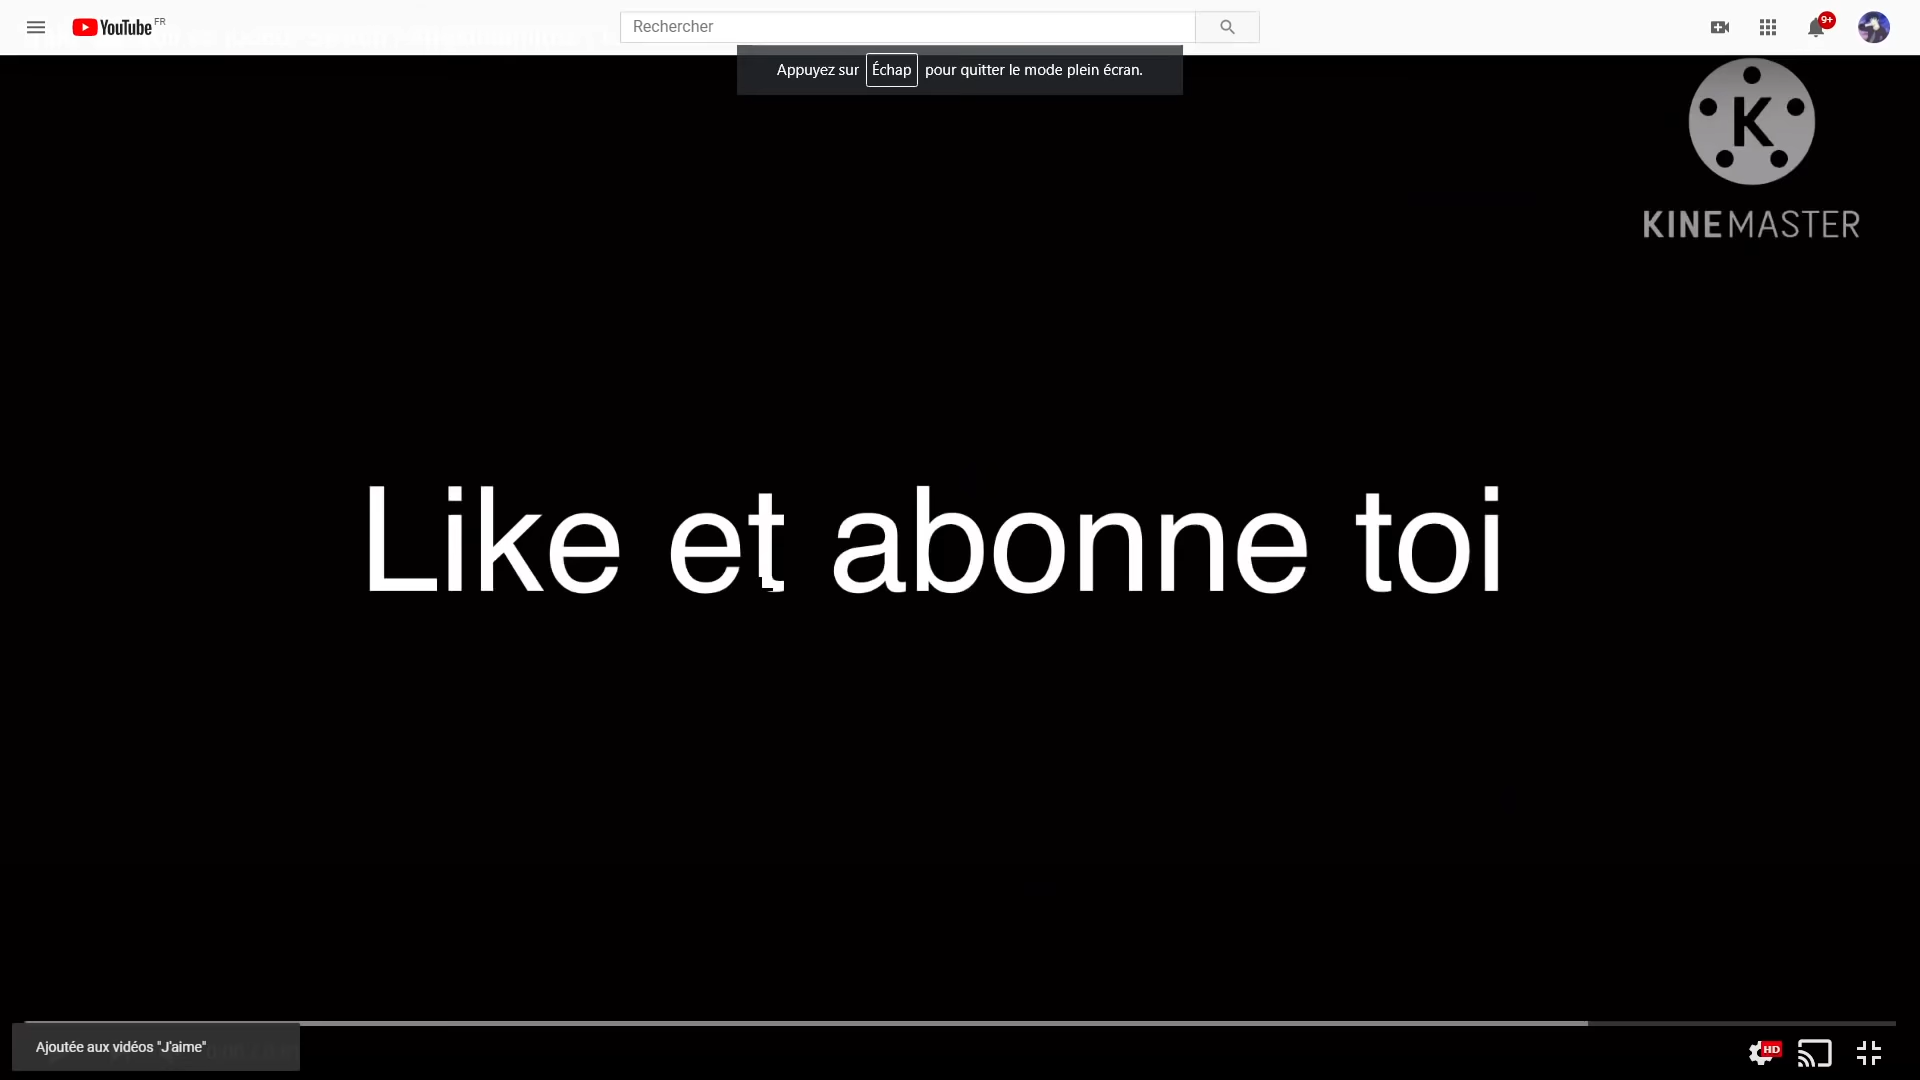 YouTube FR
Rechercher
9+
Appuyez sur Échap pour quitter le mode plein écran.
K
KINEMASTER
Like et abonne toi
Ajoutée aux vidéos "J'aime"
HD